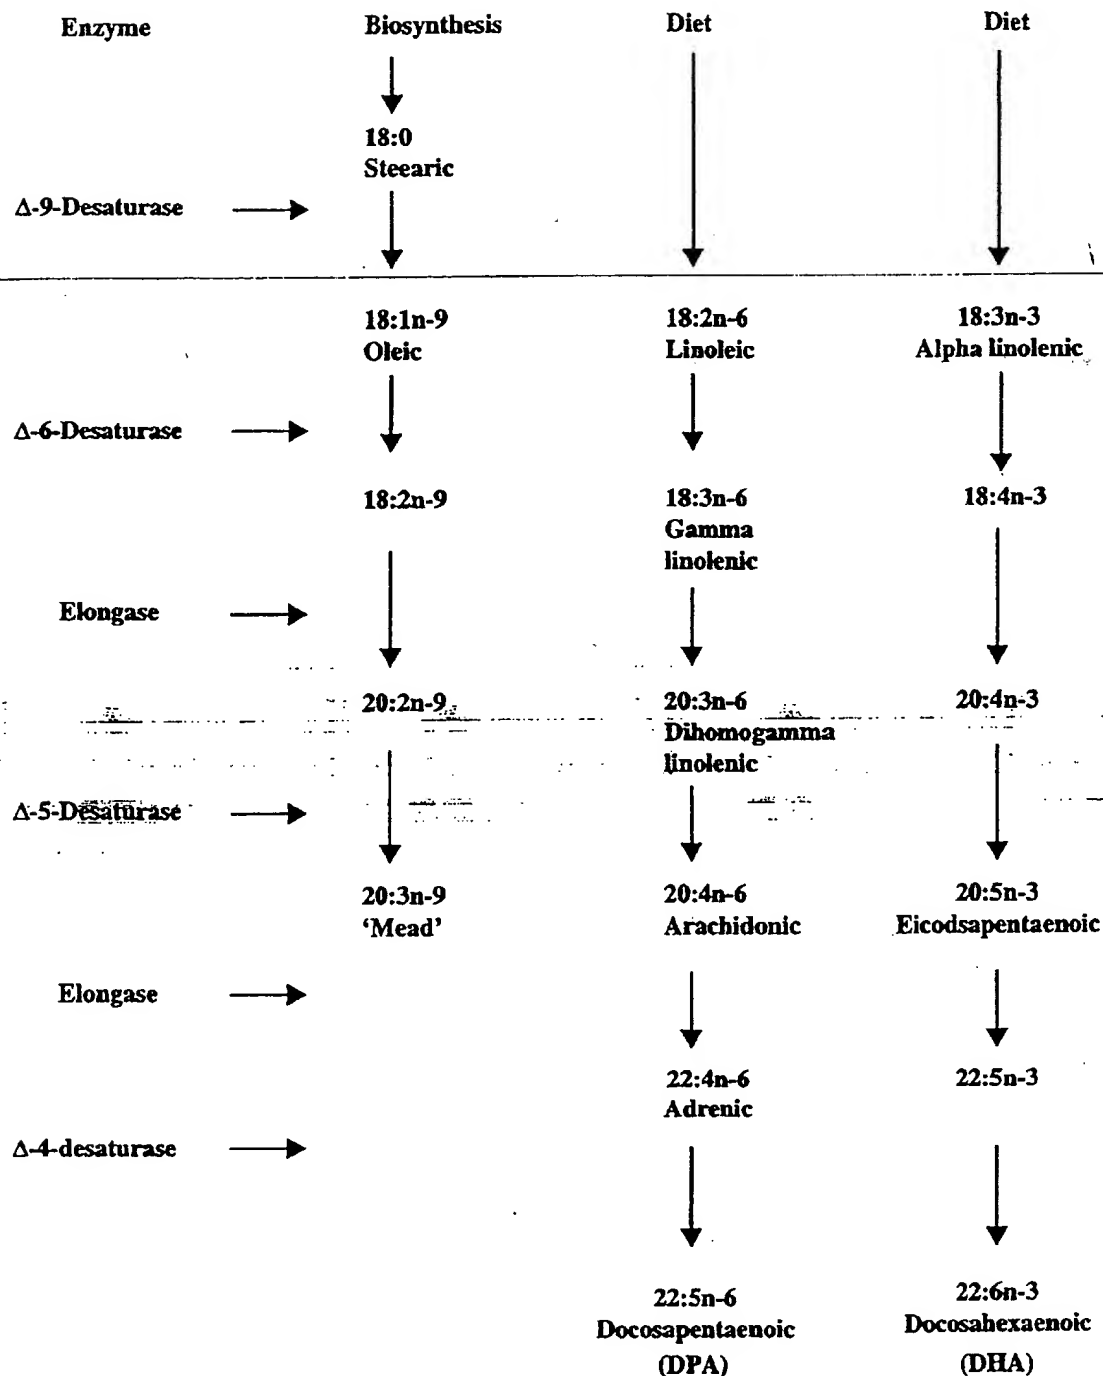 Enzyme Biosynthesis Diet Diet
18:0
Steearic
Δ-9-Desaturase
18:1n-9 18:2n-6 18:3n-3
Oleic Linoleic Alpha linolenic
Δ-6-Desaturase
18:2n-9 18:3n-6 18:4n-3
Gamma
linolenic
Elongase
20:2n-9 20:3n-6 20:4n-3
Dihomogamma
linolenic
Δ-5-Desaturase
20:3n-9 20:4n-6 20:5n-3
‘Mead’ Arachidonic Eicodsapentaenoic
Elongase
22:4n-6 22:5n-3
Adrenic
Δ-4-desaturase
22:5n-6 22:6n-3
Docosapentaenoic Docosahexaenoic
(DPA) (DHA)